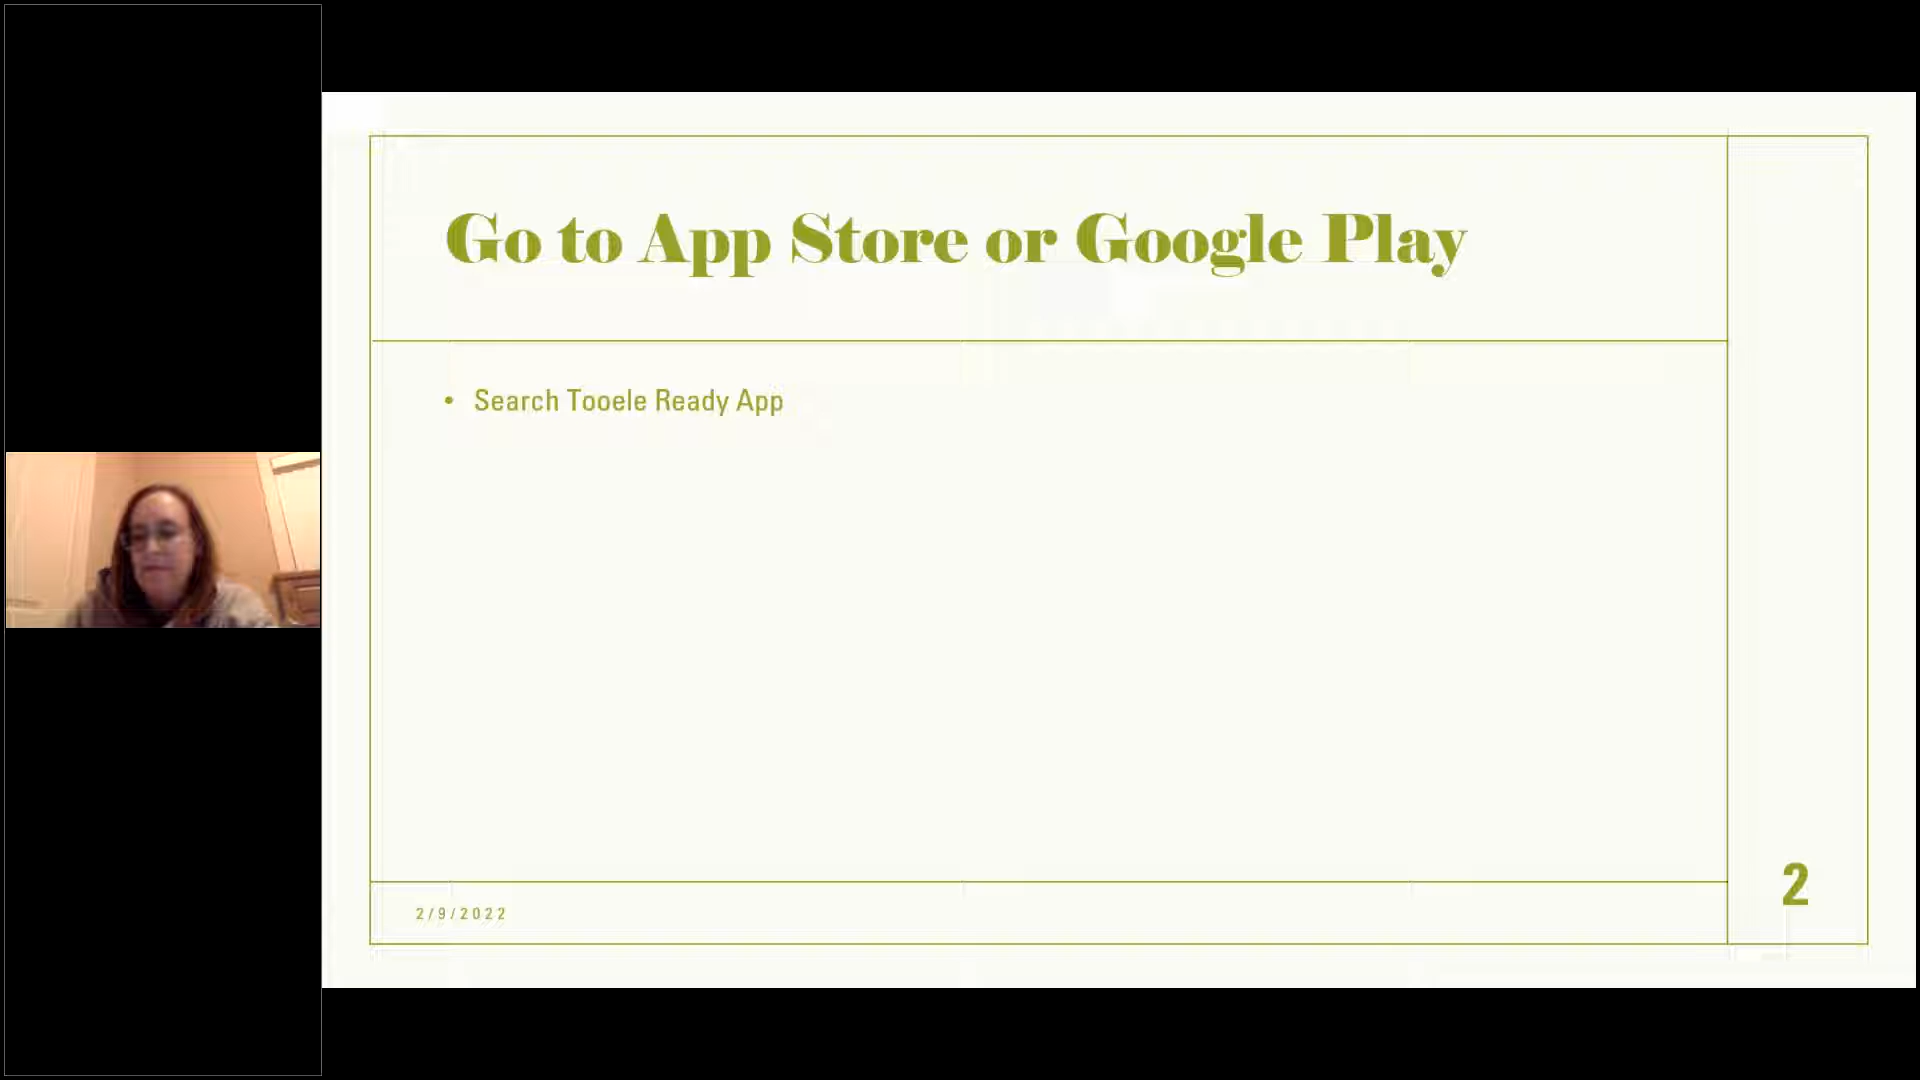 Go to App Store or Google Play
• Search Tooele Ready App
2/9/2022
2